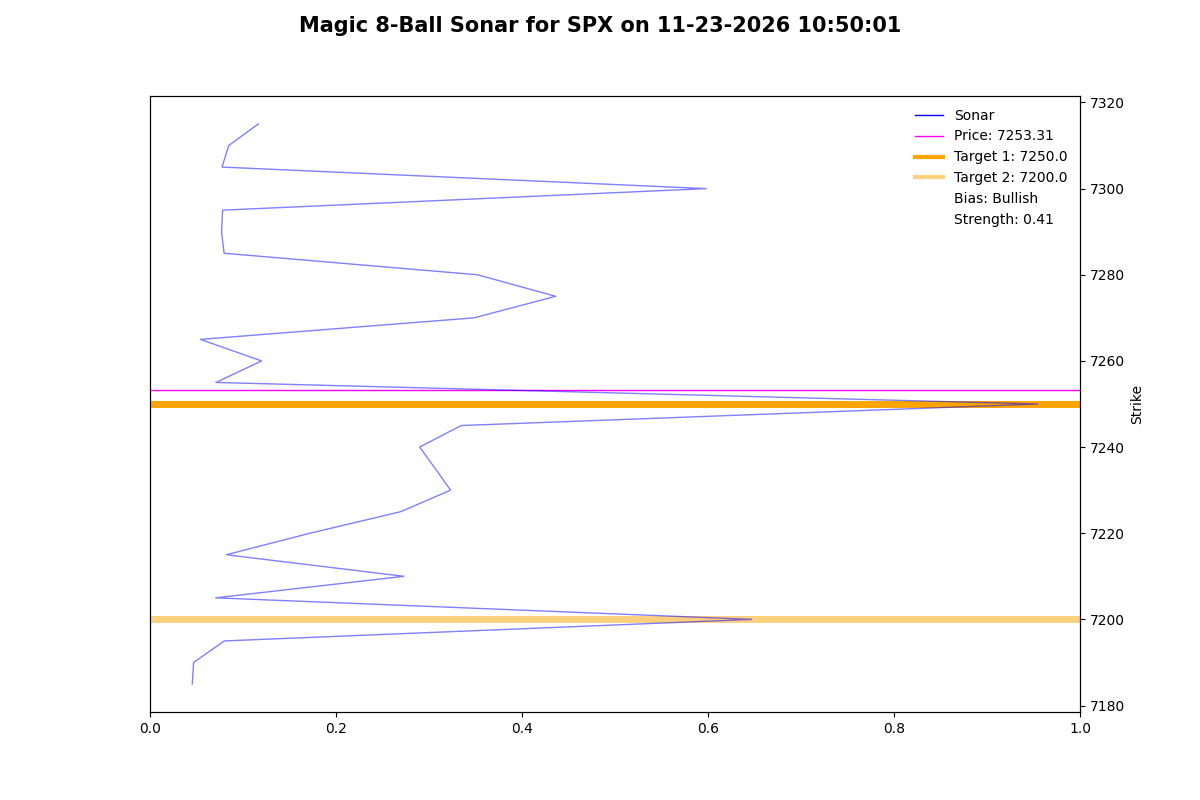 Magic 8-Ball Sonar for SPX on 11-23-2026 10:50:01
Sonar
Price: 7253.31
Target 1: 7250.0
Target 2: 7200.0
Bias: Bullish
Strength: 0.41
7320
7300
7280
7260
7240
7220
7200
7180
Strike
0.0 0.2 0.4 0.6 0.8 1.0